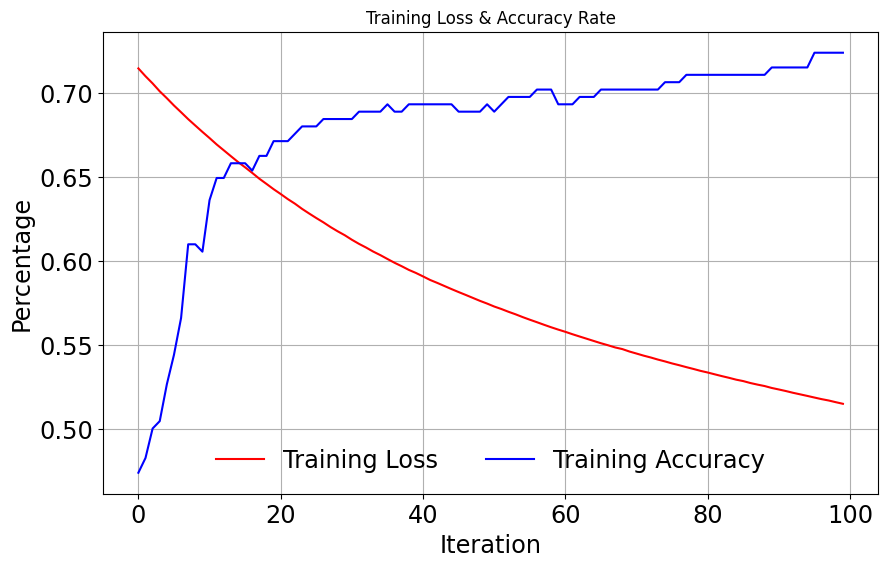 Training Loss & Accuracy Rate
Percentage
0.70
0.65
0.60
0.55
0.50
Training Loss
Training Accuracy
0
20
40
60
80
100
Iteration